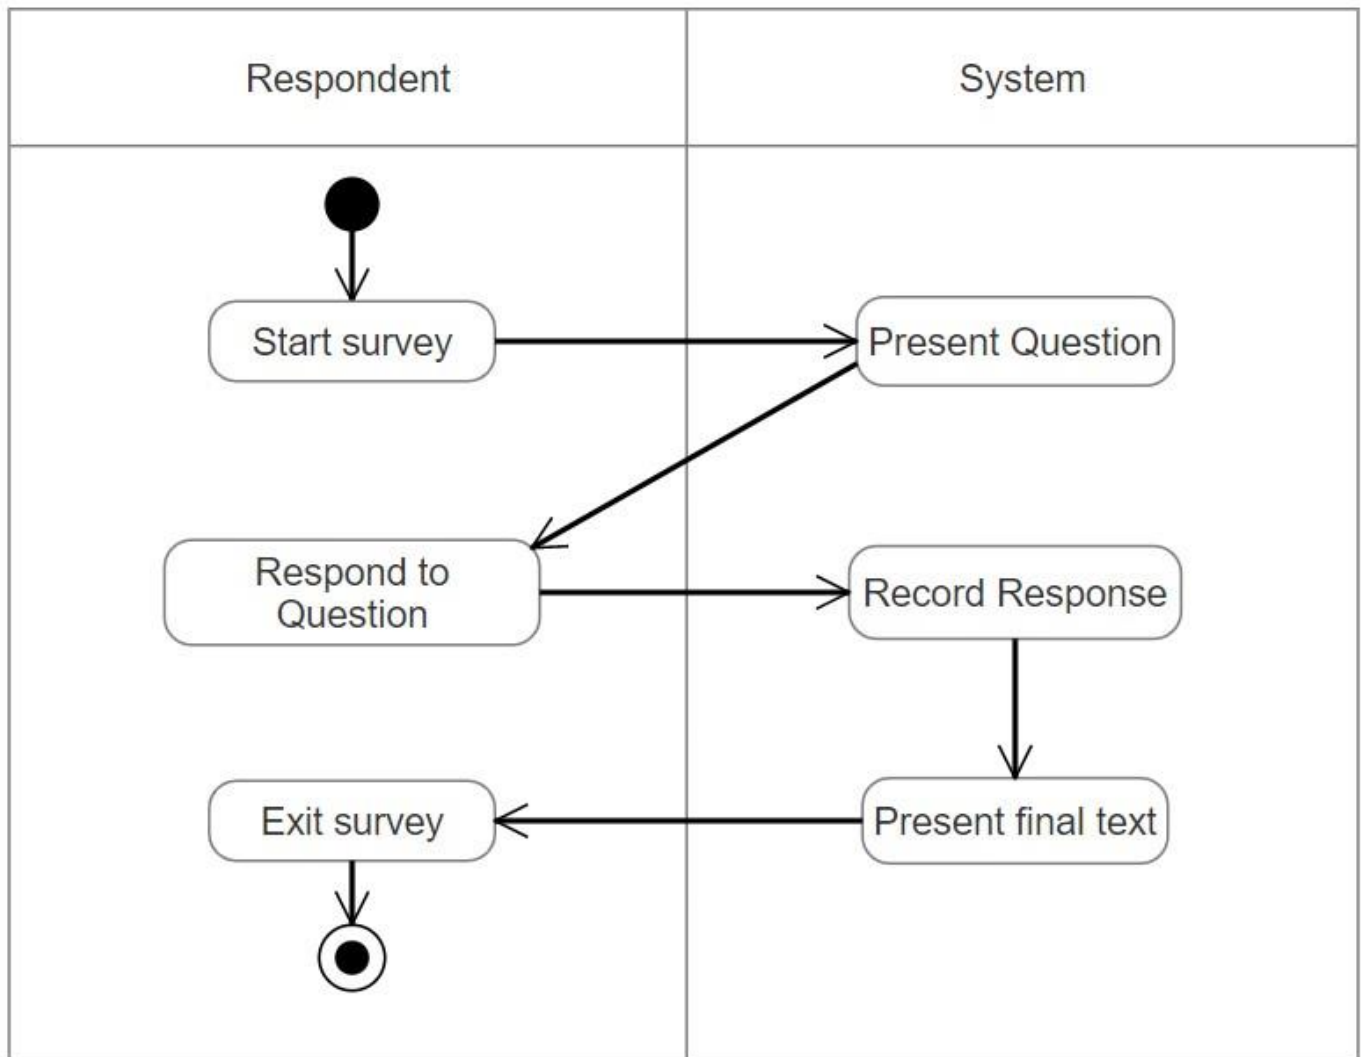 Respondent
System
Start survey
Present Question
Respond to
Question
Record Response
Exit survey
Present final text